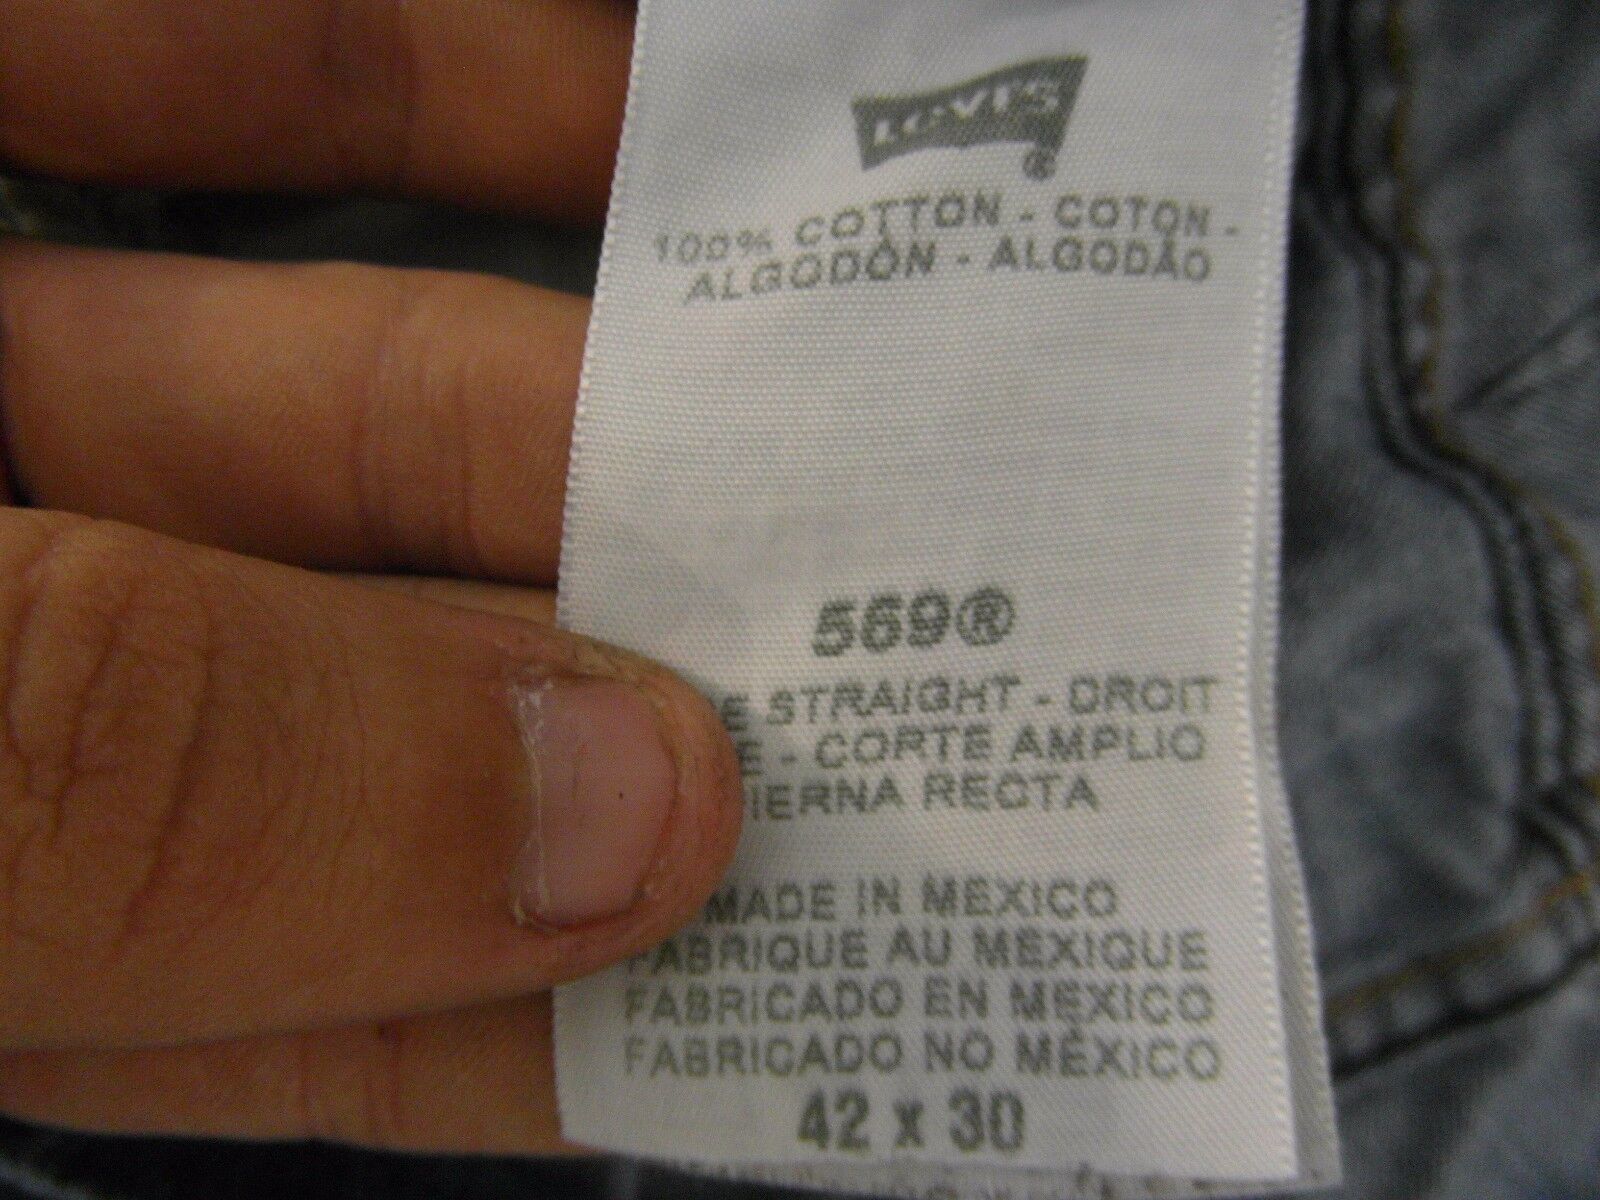 Levi's
®
100% COTTON - COTON -
ALGODÓN - ALGODÃO
569®
E STRAIGHT - DROIT
E - CORTE AMPLIO
IERNA RECTA
MADE IN MEXICO
FABRIQUE AU MEXIQUE
FABRICADO EN MEXICO
FABRICADO NO MÉXICO
42 x 30